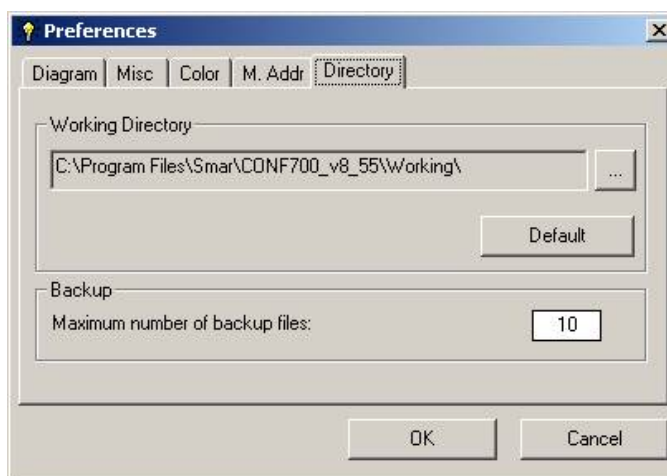 Preferences
Diagram Misc Color M. Addr Directory
Working Directory
C:\Program Files\Smar\CONF700_v8_55\Working\ ...
Default
Backup
Maximum number of backup files: 10
OK Cancel